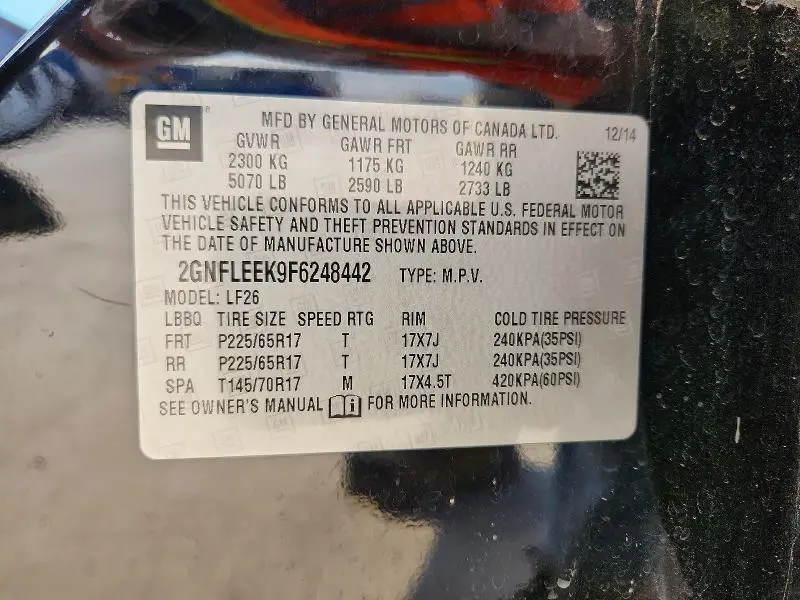 GM
MFD BY GENERAL MOTORS OF CANADA LTD. 12/14
GVWR GAWR FRT GAWR RR
2300 KG 1175 KG 1240 KG
5070 LB 2590 LB 2733 LB
THIS VEHICLE CONFORMS TO ALL APPLICABLE U.S. FEDERAL MOTOR
VEHICLE SAFETY AND THEFT PREVENTION STANDARDS IN EFFECT ON
THE DATE OF MANUFACTURE SHOWN ABOVE.
2GNFLEEK9F6248442 TYPE: M.P.V.
MODEL: LF26
LBBQ TIRE SIZE SPEED RTG RIM COLD TIRE PRESSURE
FRT P225/65R17 T 17X7J 240KPA(35PSI)
RR P225/65R17 T 17X7J 240KPA(35PSI)
SPA T145/70R17 M 17X4.5T 420KPA(60PSI)
SEE OWNER'S MANUAL FOR MORE INFORMATION.